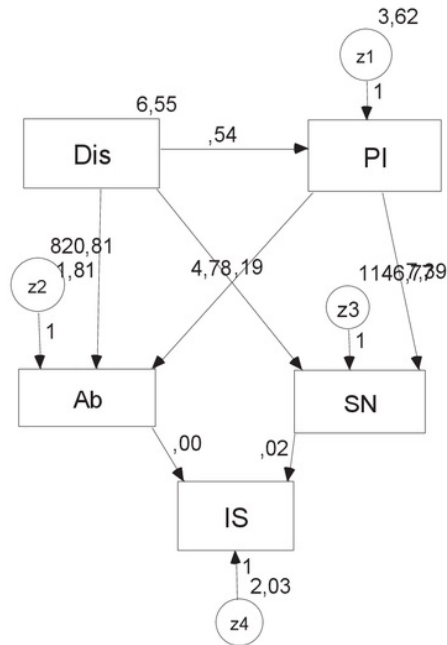 3,62
z1
1
6,55
Dis
,54
PI
820,81
1,81
4,78 ,19
z2
z3
1
1
Ab
SN
,00
,02
IS
1
2,03
z4